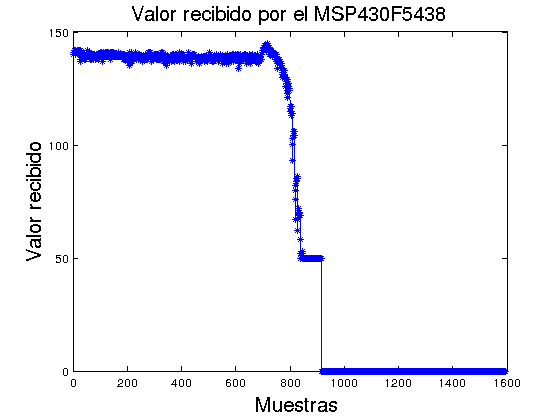 Valor recibido por el MSP430F5438
150
100
50
0
Valor recibido
0 200 400 600 800 1000 1200 1400 1600
Muestras